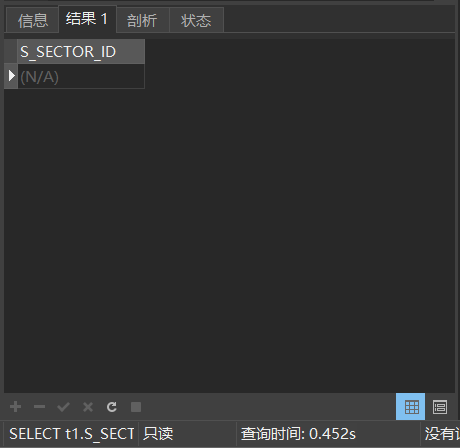 信息 结果 1 剖析 状态
S_SECTOR_ID
(N/A)
SELECT t1.S_SECT 只读 查询时间: 0.452s 没有